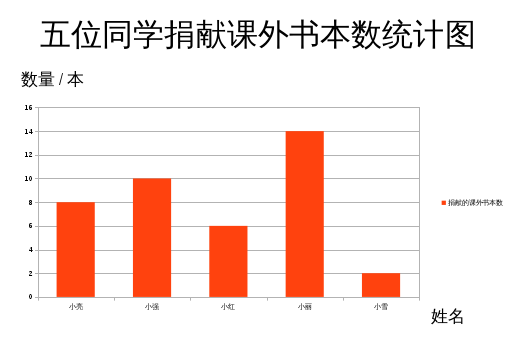 五位同学捐献课外书本数统计图
数量 / 本
16
14
12
10
8
6
4
2
0
捐献的课外书本数
小亮 小强 小红 小丽 小雪
姓名